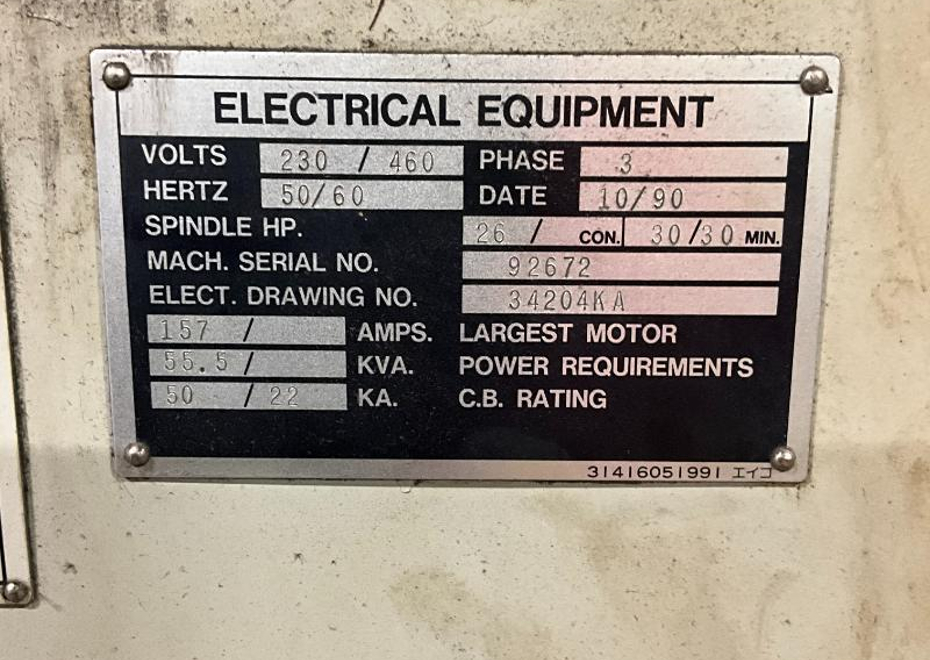 ELECTRICAL EQUIPMENT
VOLTS 230 / 460 PHASE 3
HERTZ 50/60 DATE 10/90
SPINDLE HP. 26 / CON. 30/30 MIN.
MACH. SERIAL NO. 92672
ELECT. DRAWING NO. 34204KA
157 / AMPS. LARGEST MOTOR
55.5 / KVA. POWER REQUIREMENTS
50 / 22 KA. C.B. RATING
31416051991 エイコ